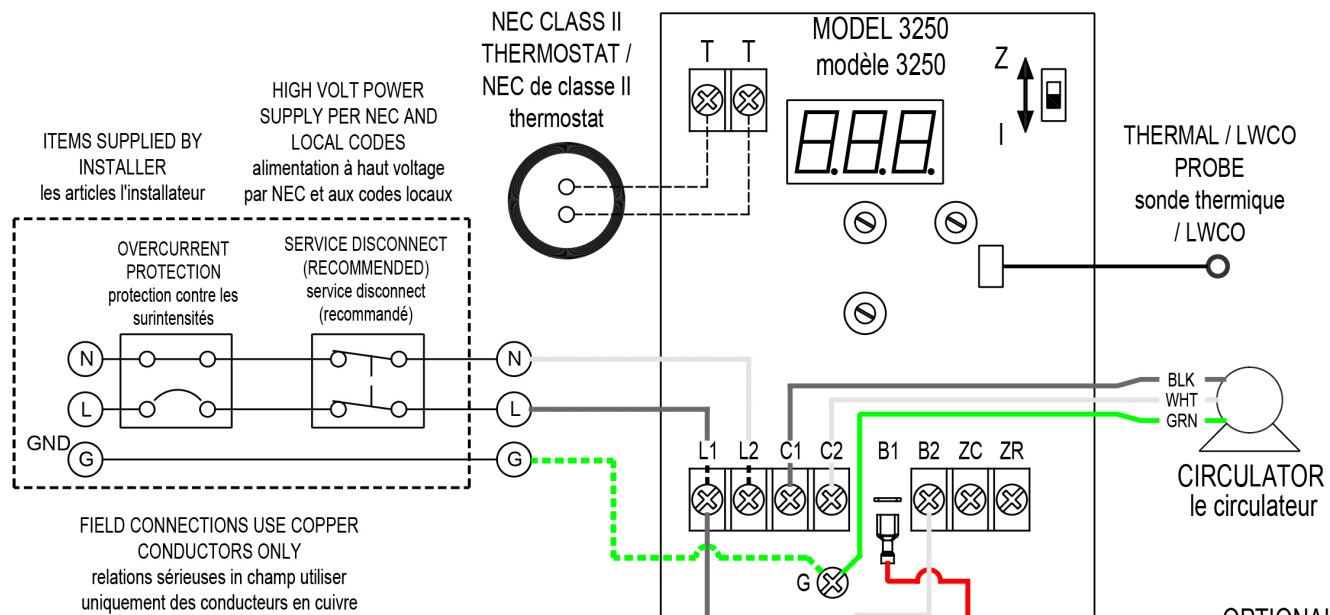 NEC CLASS II
THERMOSTAT /
NEC de classe II
thermostat
MODEL 3250
modèle 3250
T T
Z
I
8.8.8.
HIGH VOLT POWER
SUPPLY PER NEC AND
LOCAL CODES
alimentation à haut voltage
par NEC et aux codes locaux
ITEMS SUPPLIED BY
INSTALLER
les articles l'installateur
THERMAL / LWCO
PROBE
sonde thermique
/ LWCO
OVERCURRENT
PROTECTION
protection contre les
surintensités
SERVICE DISCONNECT
(RECOMMENDED)
service disconnect
(recommandé)
N
N
L
L
GND
G
G
BLK
WHT
GRN
CIRCULATOR
le circulateur
L1 L2 C1 C2 B1 B2 ZC ZR
G
FIELD CONNECTIONS USE COPPER
CONDUCTORS ONLY
relations sérieuses in champ utiliser
uniquement des conducteurs en cuivre
OPTIONAL